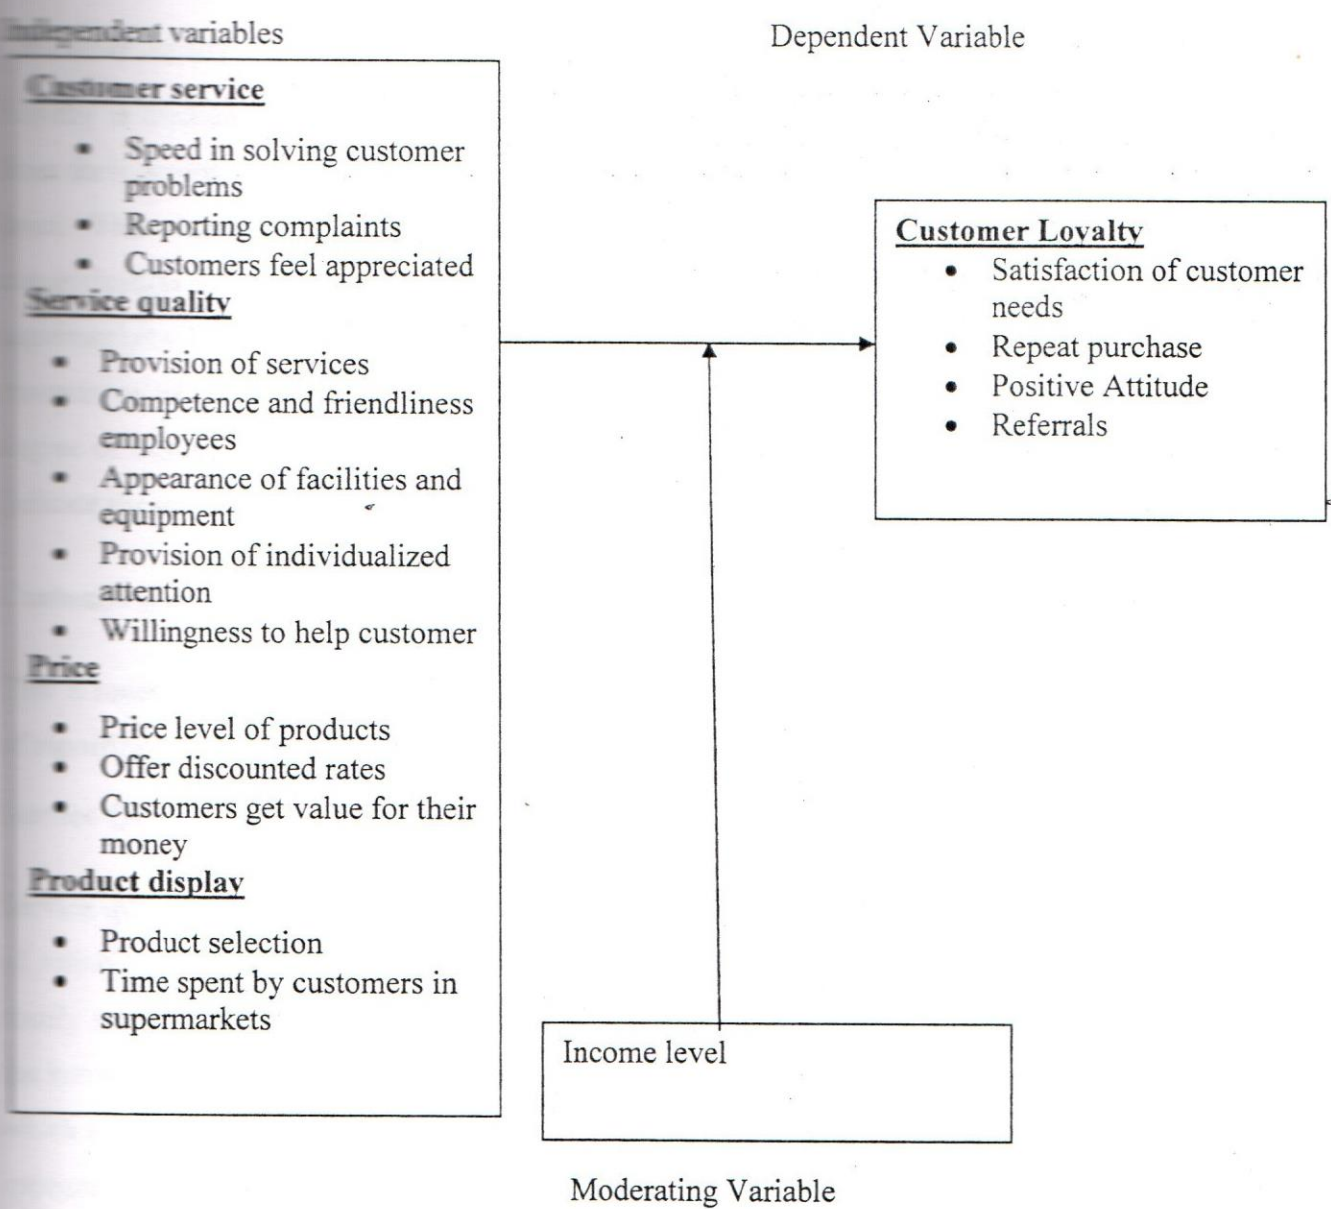 Independent variables
Dependent Variable
Customer service
• Speed in solving customer
problems
• Reporting complaints
• Customers feel appreciated
Service quality
• Provision of services
• Competence and friendliness
employees
• Appearance of facilities and
equipment
• Provision of individualized
attention
• Willingness to help customer
Price
• Price level of products
• Offer discounted rates
• Customers get value for their
money
Product display
• Product selection
• Time spent by customers in
supermarkets
Customer Loyalty
• Satisfaction of customer
needs
• Repeat purchase
• Positive Attitude
• Referrals
Income level
Moderating Variable